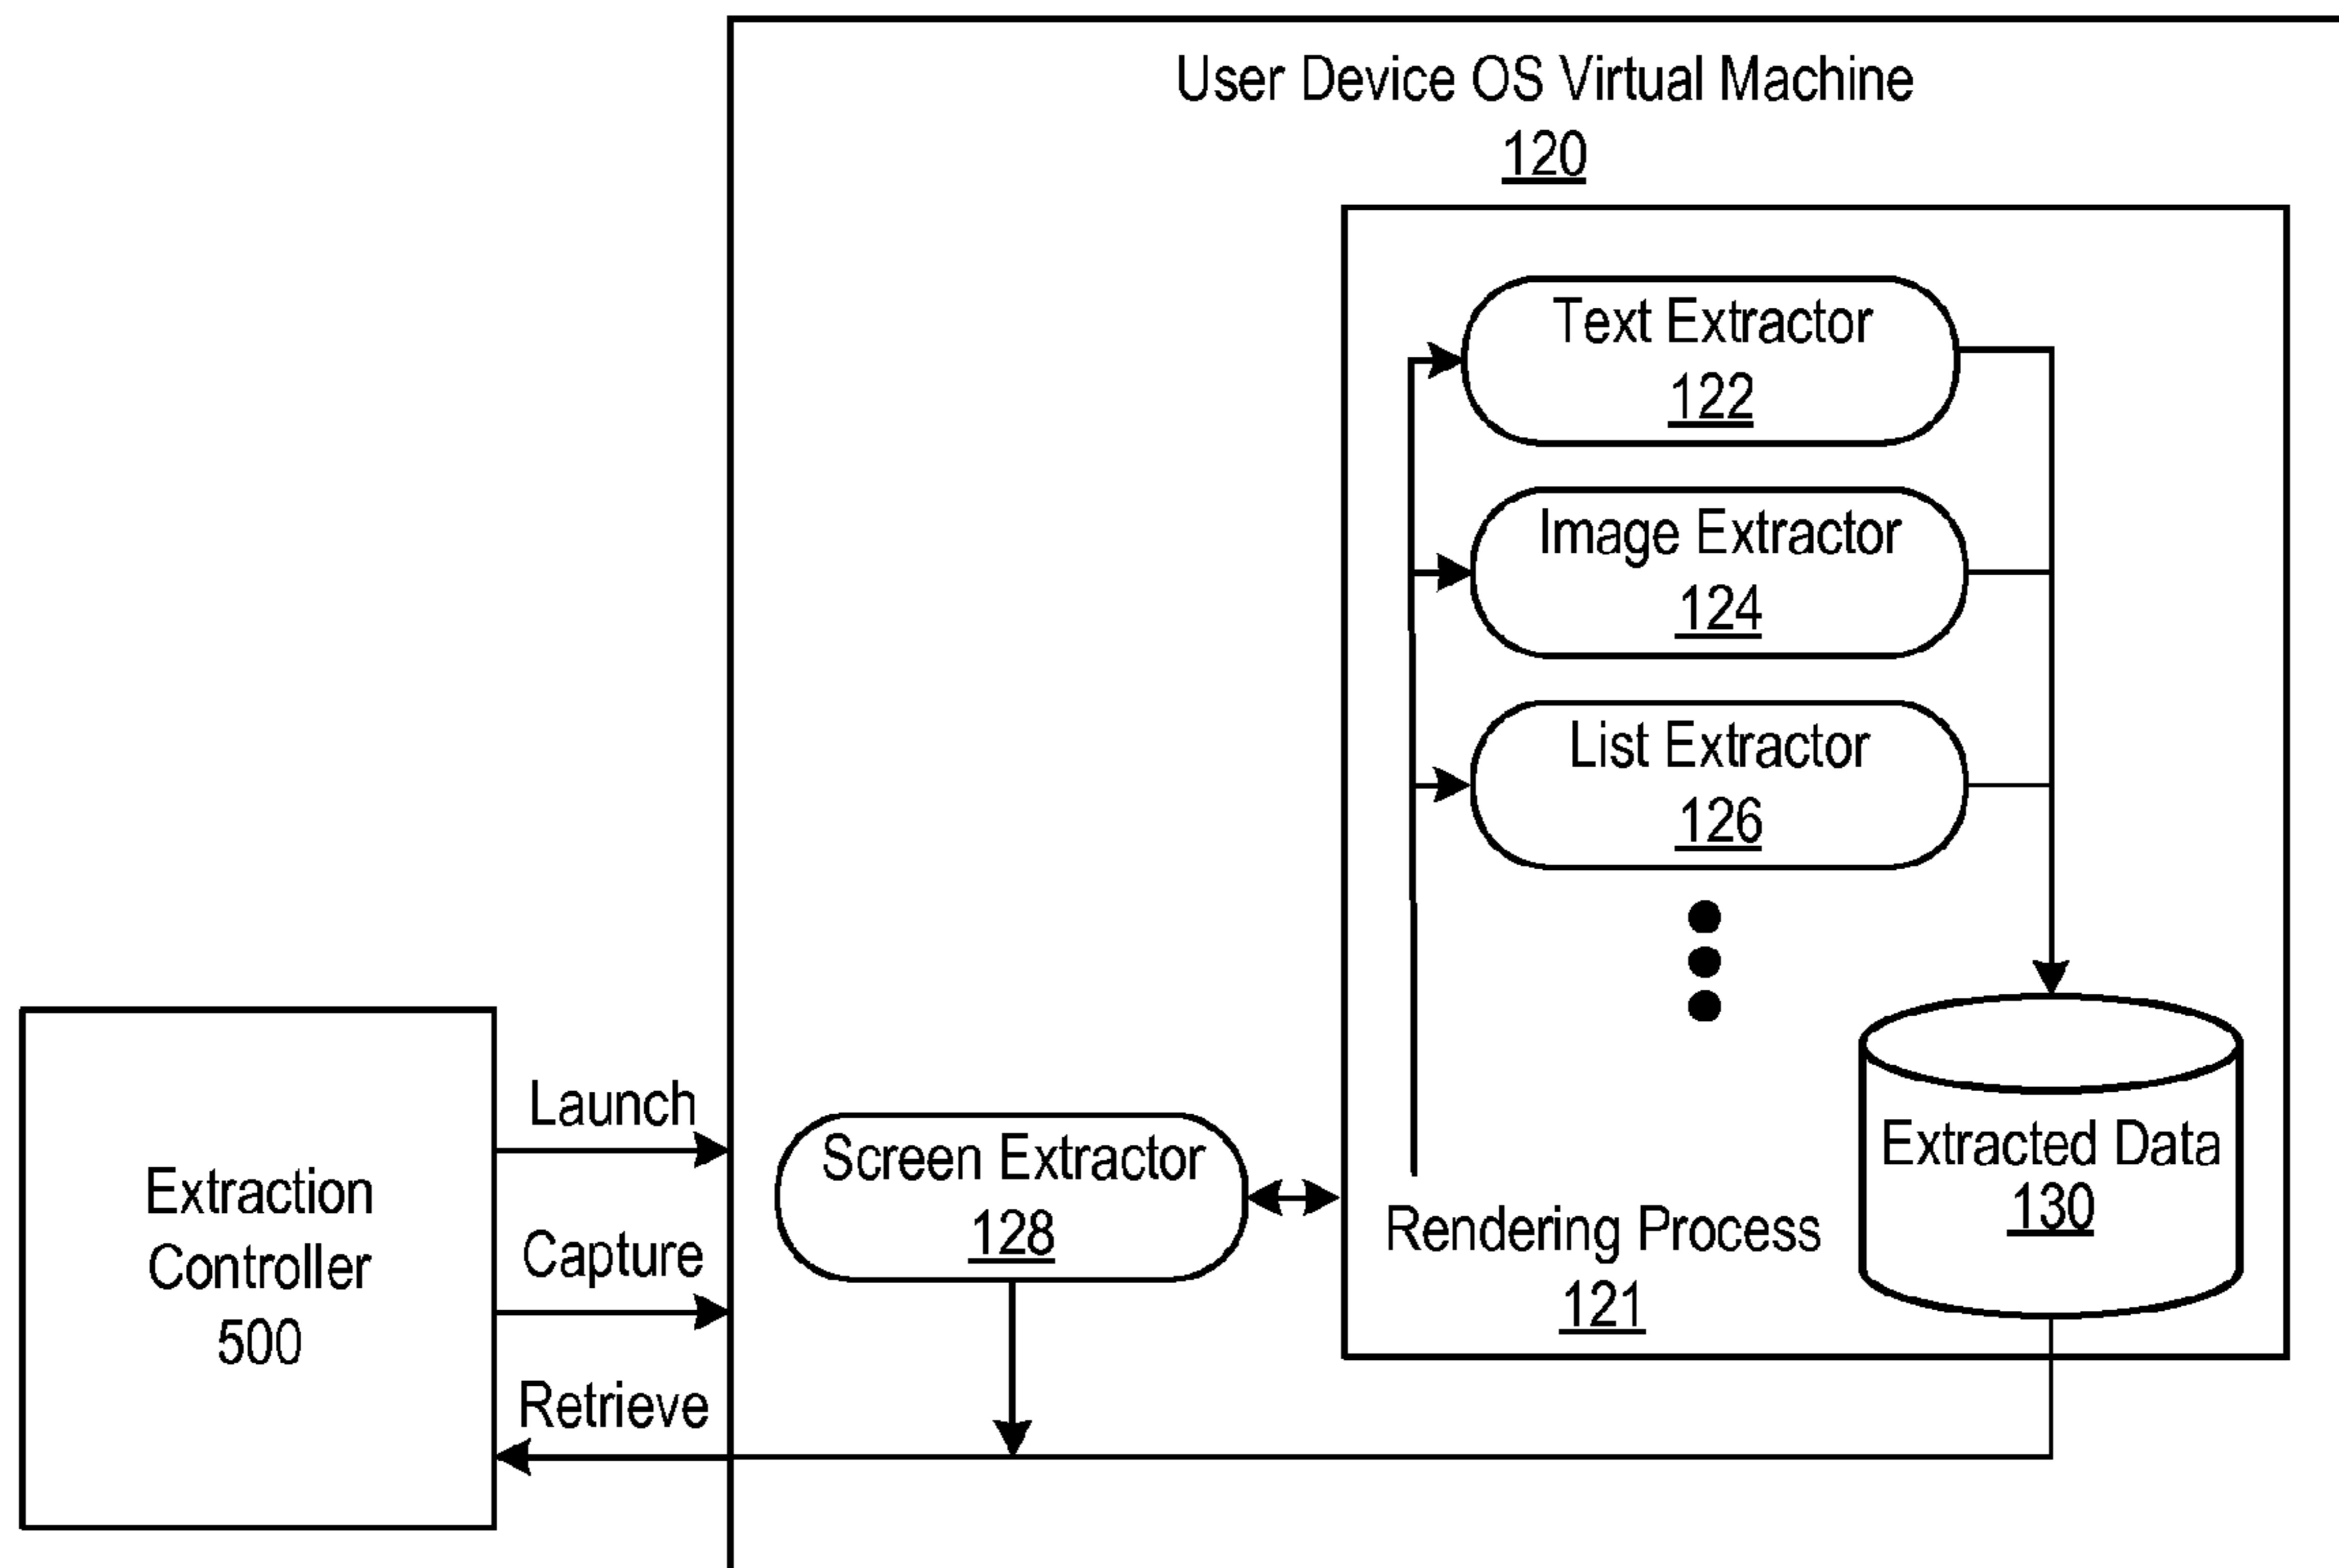 User Device OS Virtual Machine
120
Text Extractor
122
Image Extractor
124
List Extractor
126
Extraction
Controller
500
Launch
Capture
Retrieve
Screen Extractor
128
Rendering Process
121
Extracted Data
130